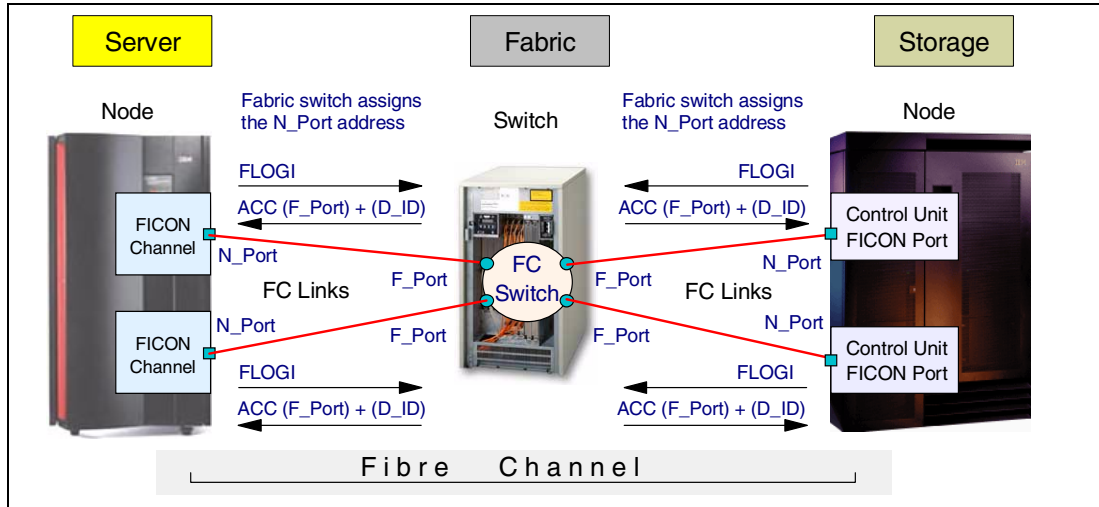 Server
Fabric
Storage
Node
Fabric switch assigns
the N_Port address
Switch
Fabric switch assigns
the N_Port address
Node
FLOGI
ACC (F_Port) + (D_ID)
FLOGI
ACC (F_Port) + (D_ID)
FICON
Channel
N_Port
FC Links
F_Port
FC
Switch
F_Port
FC Links
N_Port
Control Unit
FICON Port
FICON
Channel
N_Port
F_Port
F_Port
N_Port
Control Unit
FICON Port
FLOGI
ACC (F_Port) + (D_ID)
FLOGI
ACC (F_Port) + (D_ID)
Fibre Channel